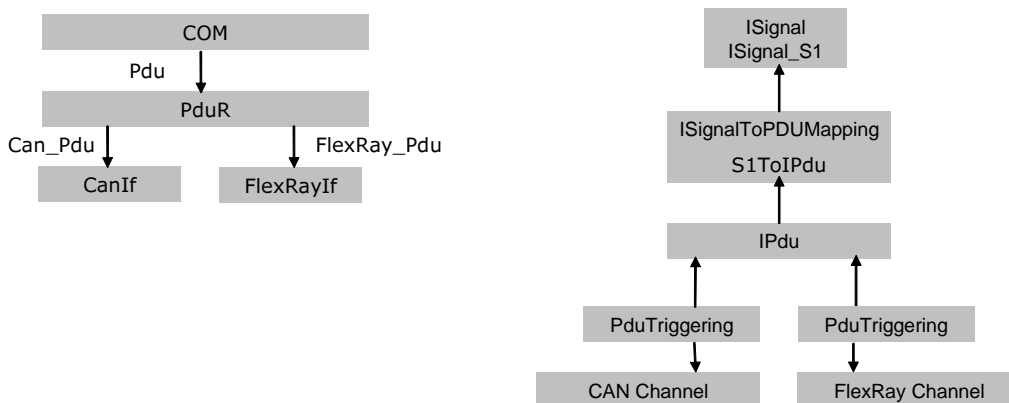 COM
Pdu
PduR
Can_Pdu
FlexRay_Pdu
CanIf
FlexRayIf
ISignal
ISignal_S1
ISignalToPDUMapping
S1ToIPdu
IPdu
PduTriggering
PduTriggering
CAN Channel
FlexRay Channel